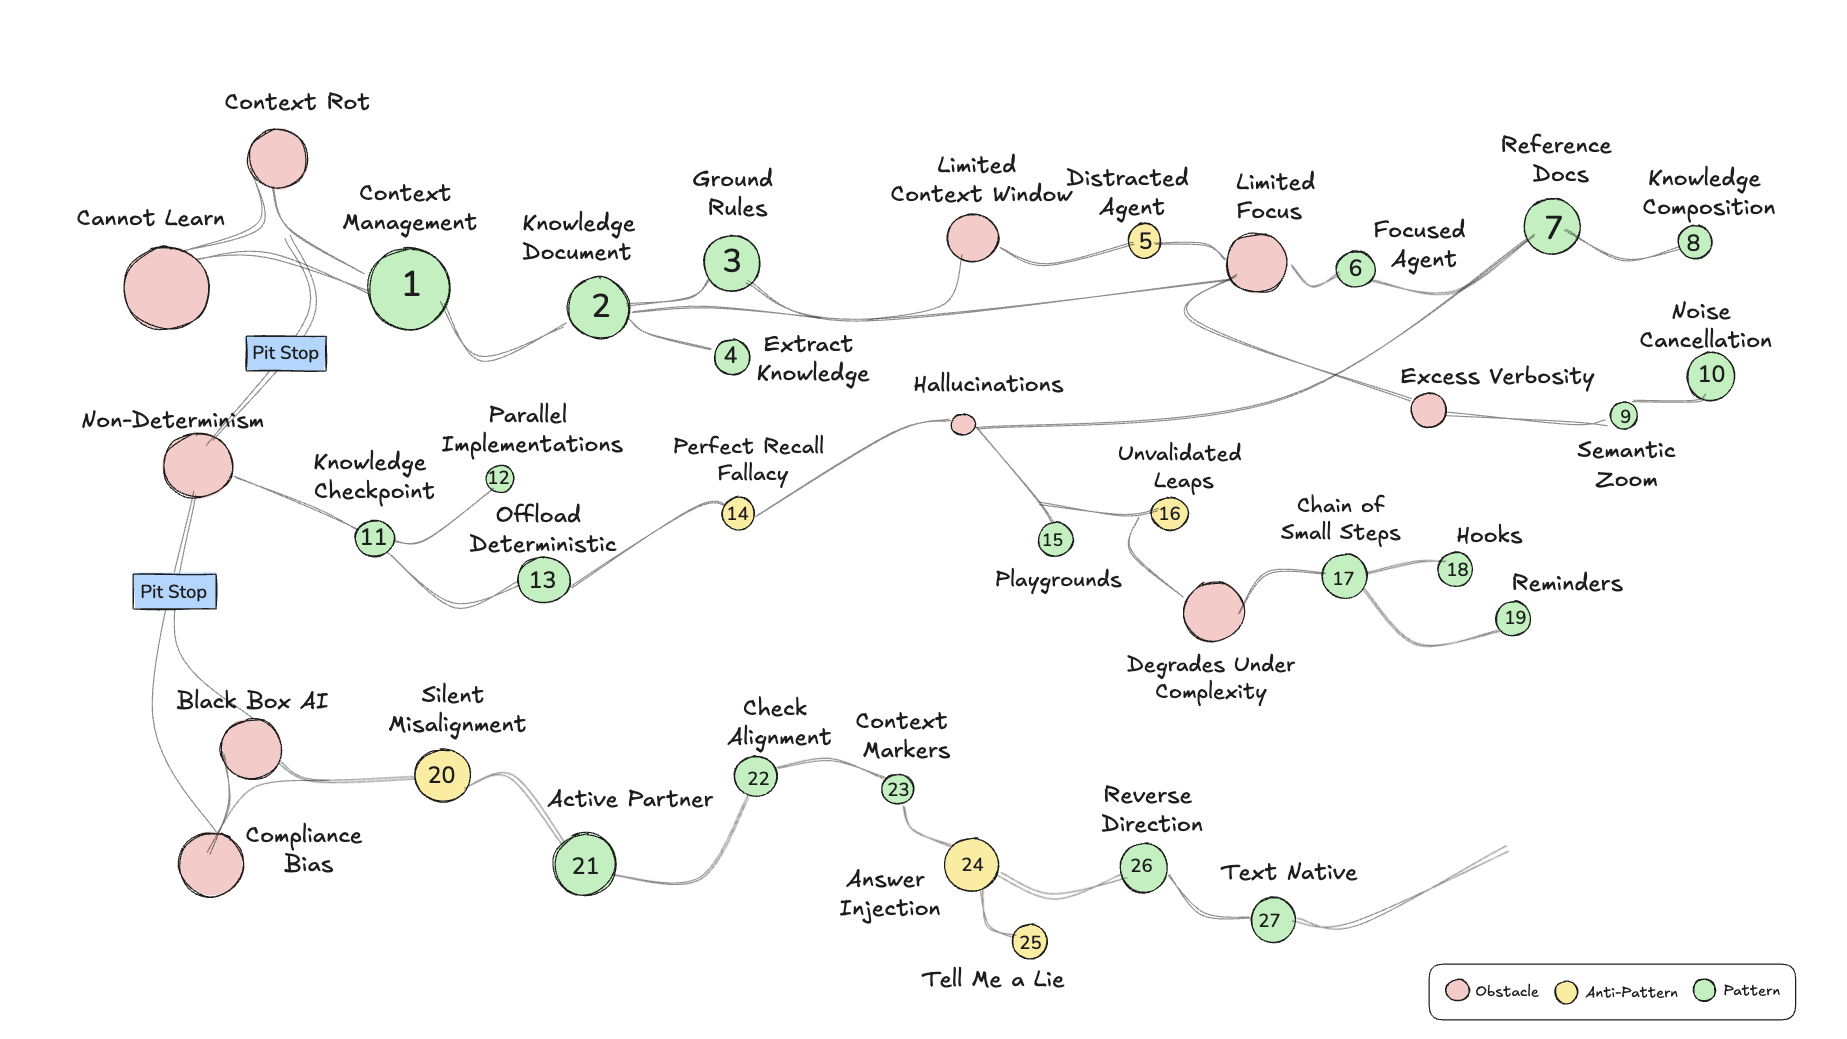 Context Rot
Cannot Learn
Context
Management
1
Knowledge
Document
2
Ground
Rules
3
4
Extract
Knowledge
Limited
Context Window
Distracted
Agent
5
Limited
Focus
6
Focused
Agent
Reference
Docs
7
Knowledge
Composition
8
Noise
Cancellation
10
Excess Verbosity
9
Semantic
Zoom
Pit Stop
Non-Determinism
Knowledge
Checkpoint
11
Parallel
Implementations
12
Offload
Deterministic
13
Perfect Recall
Fallacy
14
Hallucinations
15
Playgrounds
Unvalidated
Leaps
16
Degrades Under
Complexity
Chain of
Small Steps
17
Hooks
18
Reminders
19
Pit Stop
Black Box AI
Compliance
Bias
Silent
Misalignment
20
Active Partner
21
Check
Alignment
22
Context
Markers
23
24
Answer
Injection
25
Tell Me a Lie
Reverse
Direction
26
Text Native
27
Obstacle
Anti-Pattern
Pattern